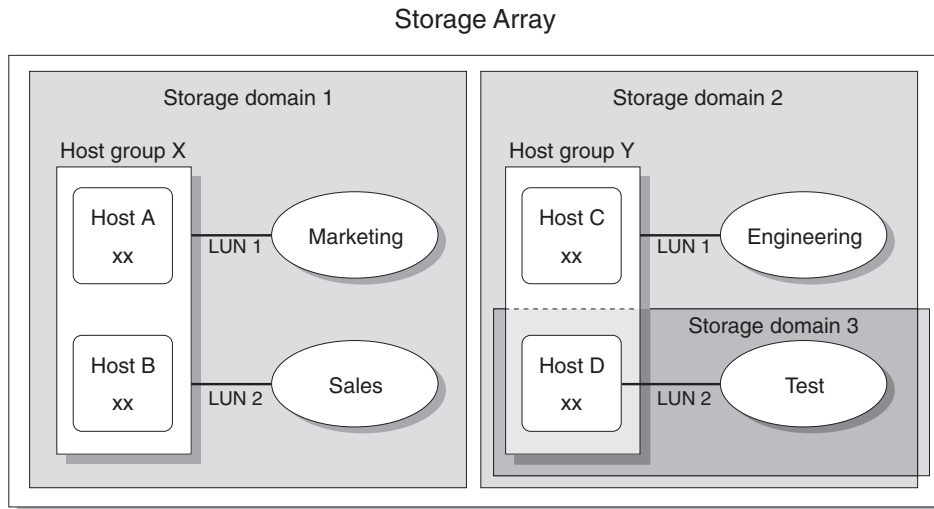 Storage Array
Storage domain 1
Host group X
Host A
xx
LUN 1
Marketing
Host B
xx
LUN 2
Sales
Storage domain 2
Host group Y
Host C
xx
LUN 1
Engineering
Storage domain 3
Host D
xx
LUN 2
Test